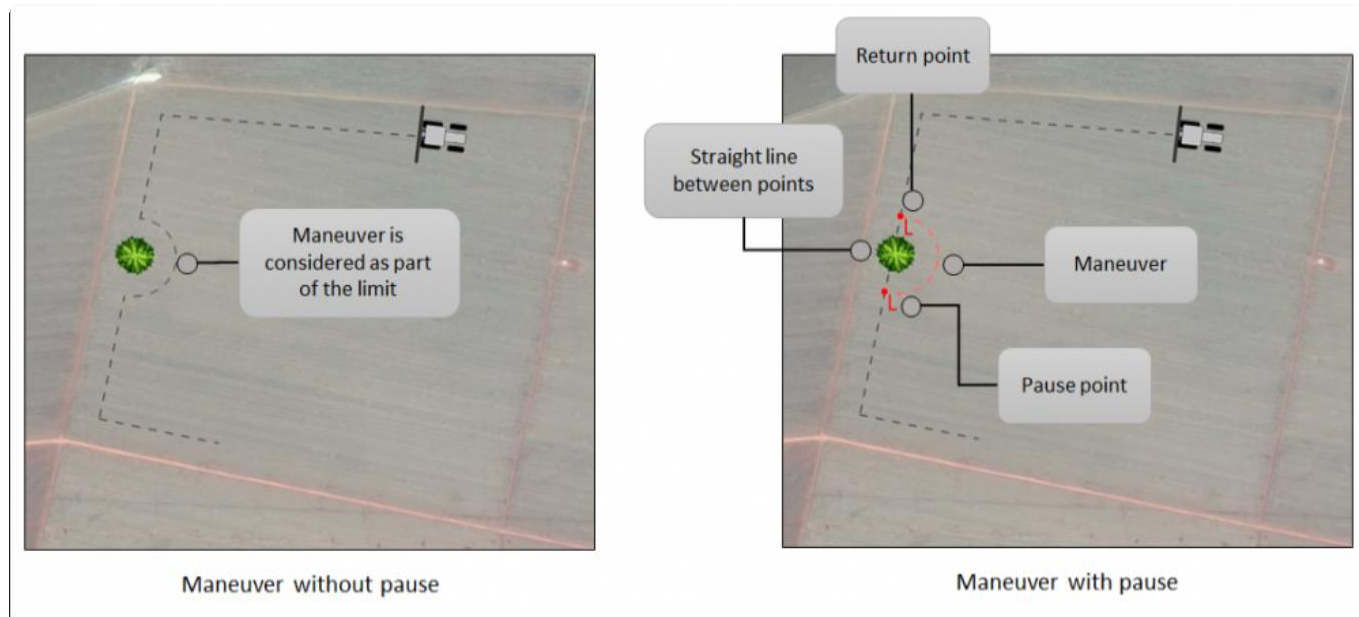 Return point
Straight line
between points
Maneuver is
considered as part
of the limit
L
Maneuver
L
Pause point
Maneuver without pause
Maneuver with pause